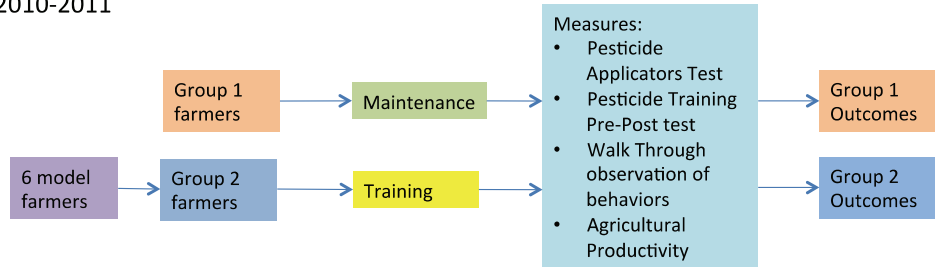 2010-2011
Group 1
farmers
Maintenance
Measures:
• Pesticide
Applicators Test
• Pesticide Training
Pre-Post test
• Walk Through
observation of
behaviors
• Agricultural
Productivity
Group 1
Outcomes
6 model
farmers
Group 2
farmers
Training
Group 2
Outcomes